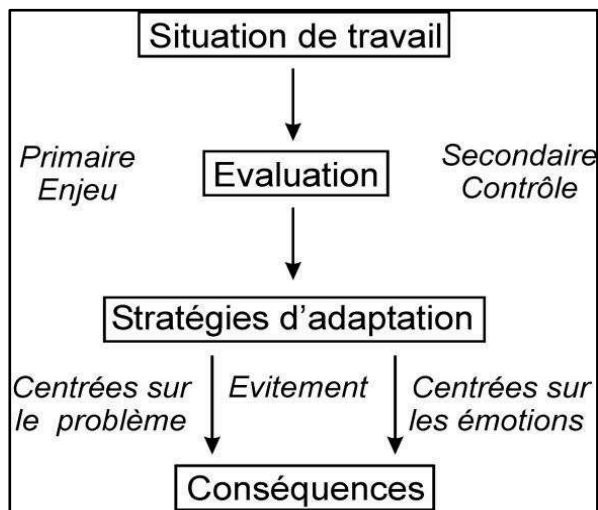 Situation de travail
Primaire
Enjeu
Evaluation
Secondaire
Contrôle
Stratégies d'adaptation
Centrées sur
le problème
Evitement
Centrées sur
les émotions
Conséquences